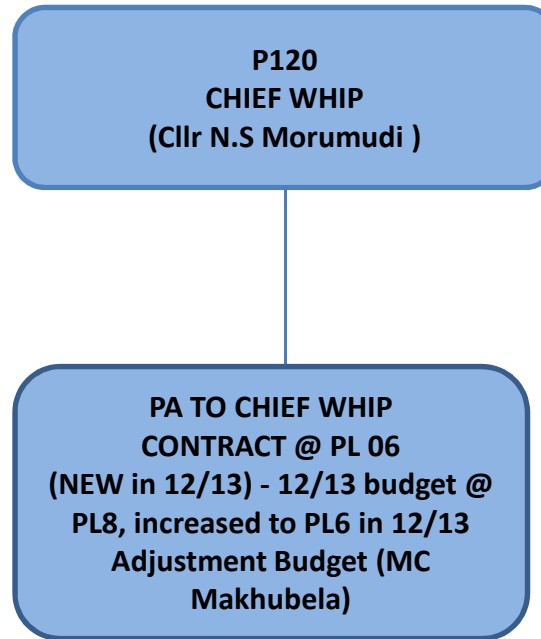 P120
CHIEF WHIP
(Cllr N.S Morumudi )
PA TO CHIEF WHIP
CONTRACT @ PL 06
(NEW in 12/13) - 12/13 budget @
PL8, increased to PL6 in 12/13
Adjustment Budget (MC
Makhubela)